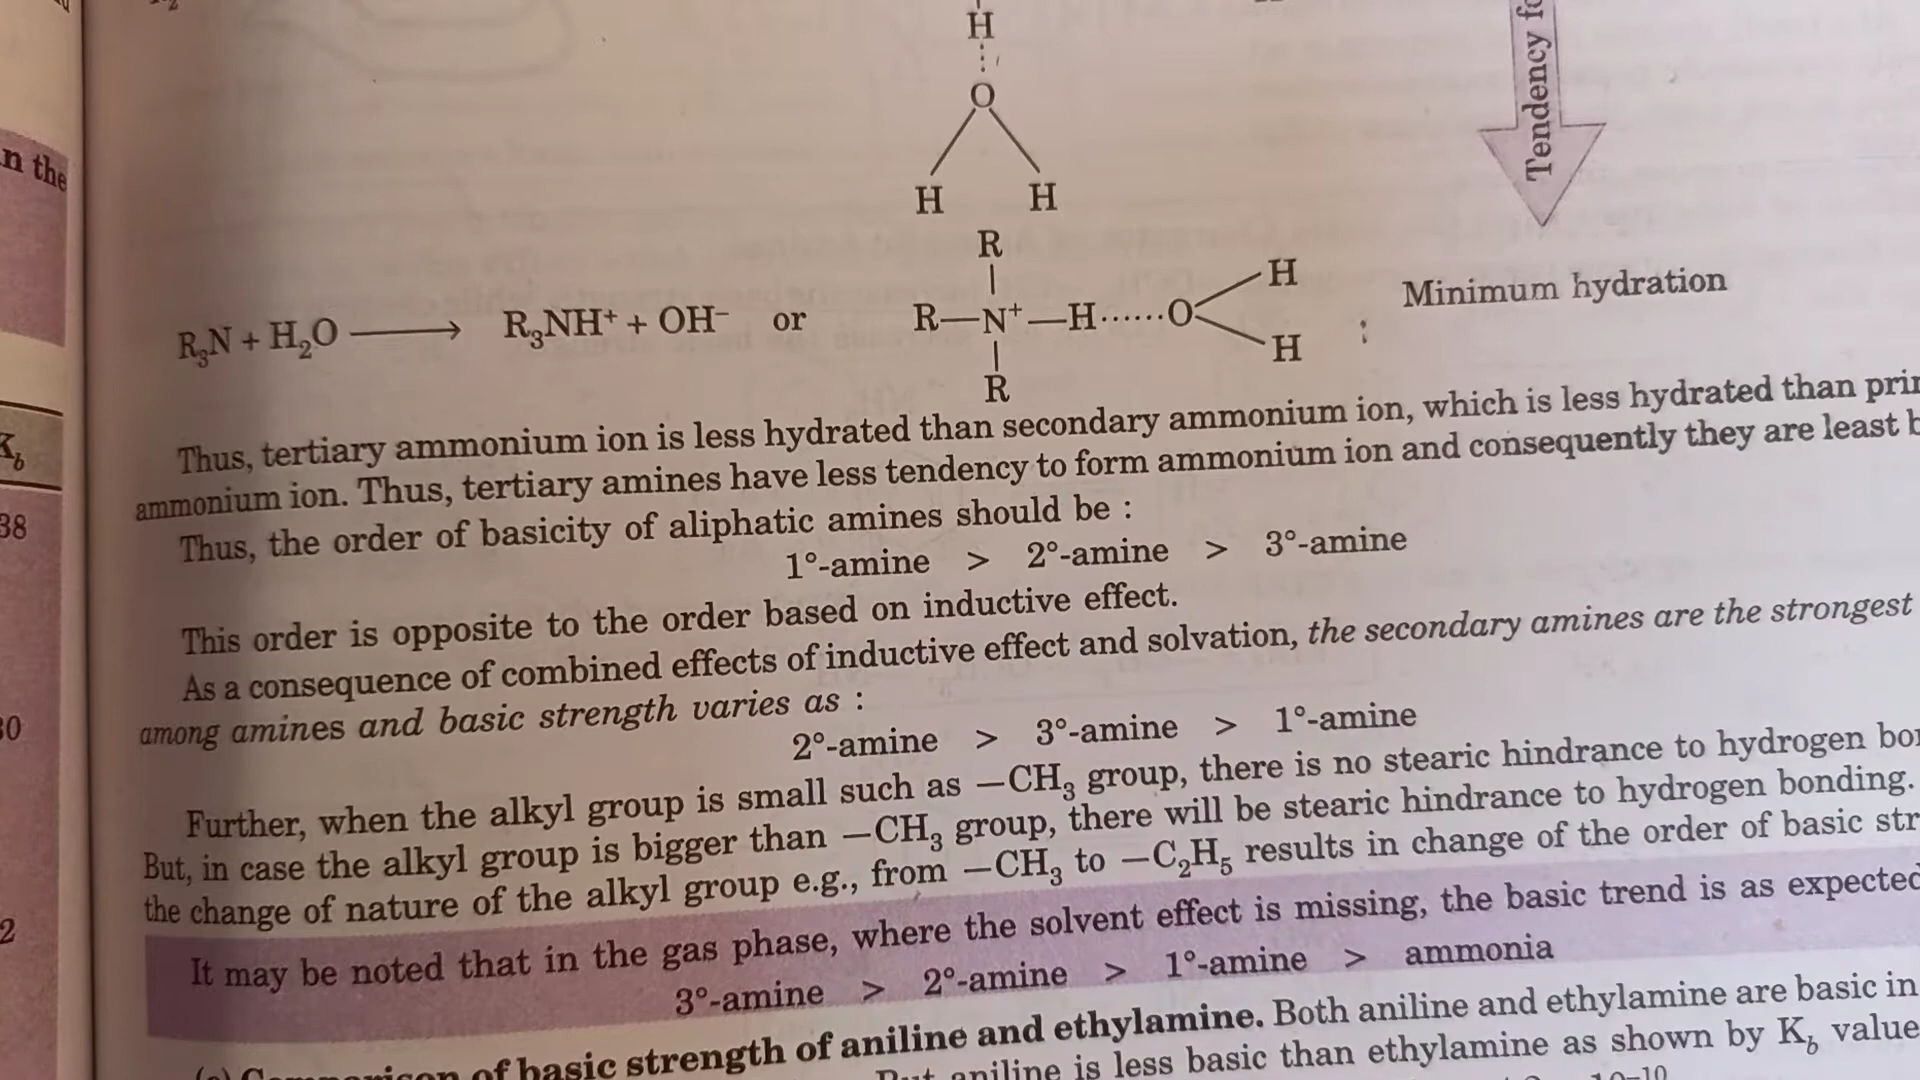 n the
K_b
38
30
2
H
O
H H
Tendency
R
R—N⁺—H......O
H
H
R
R₃N + H₂O ⟶ R₃NH⁺ + OH⁻ or
: Minimum hydration
Thus, tertiary ammonium ion is less hydrated than secondary ammonium ion, which is less hydrated than
ammonium ion. Thus, tertiary amines have less tendency to form ammonium ion and consequently they are least
Thus, the order of basicity of aliphatic amines should be :
1°-amine > 2°-amine > 3°-amine
This order is opposite to the order based on inductive effect.
As a consequence of combined effects of inductive effect and solvation, the secondary amines are the strongest
among amines and basic strength varies as :
2°-amine > 3°-amine > 1°-amine
Further, when the alkyl group is small such as —CH₃ group, there is no stearic hindrance to hydrogen
But, in case the alkyl group is bigger than —CH₃ group, there will be stearic hindrance to hydrogen bonding.
the change of nature of the alkyl group e.g., from —CH₃ to —C₂H₅ results in change of the order of basic
It may be noted that in the gas phase, where the solvent effect is missing, the basic trend is as expected
3°-amine > 2°-amine > 1°-amine > ammonia
Comparison of basic strength of aniline and ethylamine. Both aniline and ethylamine are basic in
But aniline is less basic than ethylamine as shown by K_b value